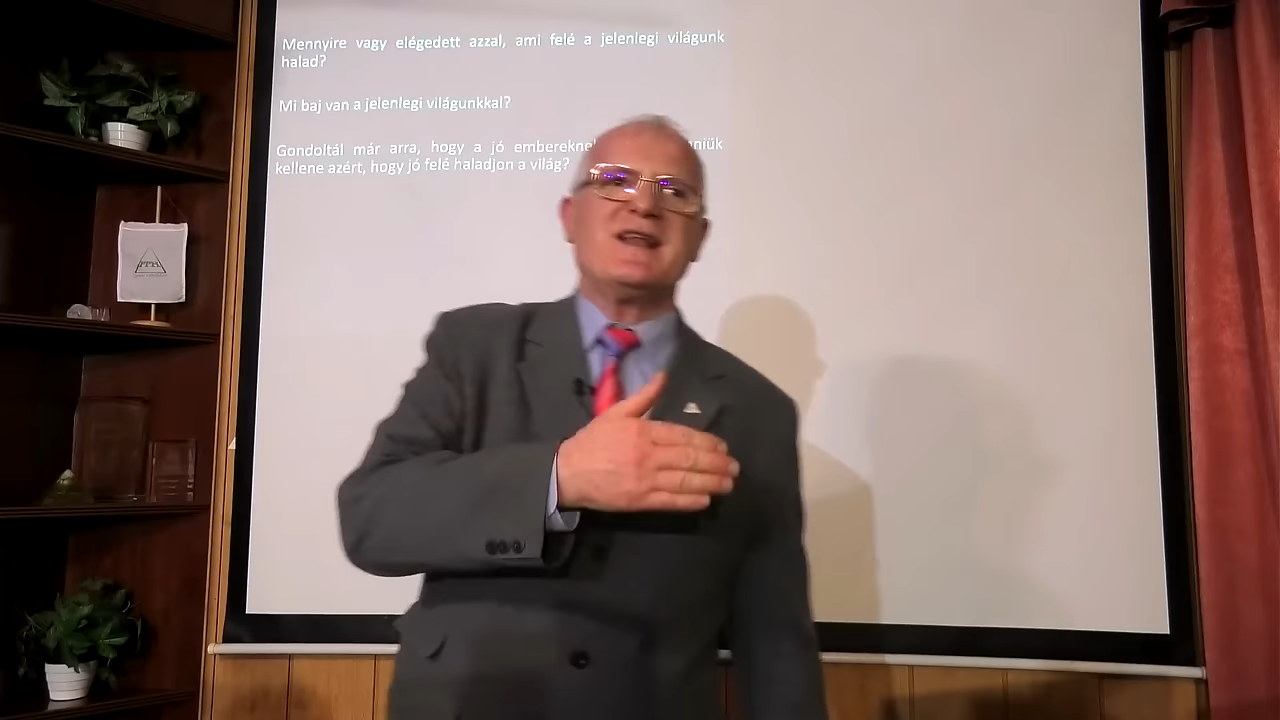 Mennyire vagy elégedett azzal, ami felé a jelenlegi világunk
halad?
Mi baj van a jelenlegi világunkkal?
Gondoltál már arra, hogy a jó
kellene azért, hogy jó felé haladjon a világ?